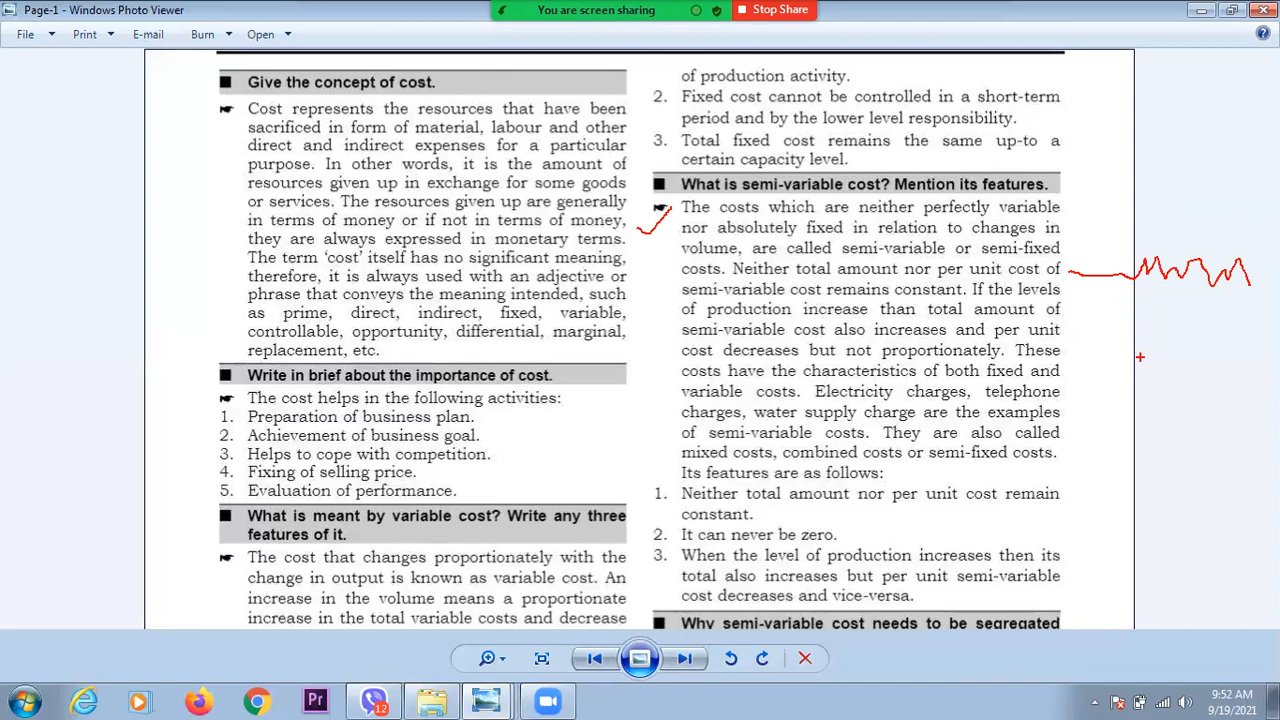 Page-1 - Windows Photo Viewer
You are screen sharing
Stop Share
File Print E-mail Burn Open
Give the concept of cost.
Cost represents the resources that have been
sacrificed in form of material, labour and other
direct and indirect expenses for a particular
purpose. In other words, it is the amount of
resources given up in exchange for some goods
or services. The resources given up are generally
in terms of money or if not in terms of money,
they are always expressed in monetary terms.
The term ‘cost’ itself has no significant meaning,
therefore, it is always used with an adjective or
phrase that conveys the meaning intended, such
as prime, direct, indirect, fixed, variable,
controllable, opportunity, differential, marginal,
replacement, etc.
Write in brief about the importance of cost.
The cost helps in the following activities:
1. Preparation of business plan.
2. Achievement of business goal.
3. Helps to cope with competition.
4. Fixing of selling price.
5. Evaluation of performance.
What is meant by variable cost? Write any three
features of it.
The cost that changes proportionately with the
change in output is known as variable cost. An
increase in the volume means a proportionate
increase in the total variable costs and decrease
of production activity.
2. Fixed cost cannot be controlled in a short-term
period and by the lower level responsibility.
3. Total fixed cost remains the same up-to a
certain capacity level.
What is semi-variable cost? Mention its features.
The costs which are neither perfectly variable
nor absolutely fixed in relation to changes in
volume, are called semi-variable or semi-fixed
costs. Neither total amount nor per unit cost of
semi-variable cost remains constant. If the levels
of production increase than total amount of
semi-variable cost also increases and per unit
cost decreases but not proportionately. These
costs have the characteristics of both fixed and
variable costs. Electricity charges, telephone
charges, water supply charge are the examples
of semi-variable costs. They are also called
mixed costs, combined costs or semi-fixed costs.
Its features are as follows:
1. Neither total amount nor per unit cost remain
constant.
2. It can never be zero.
3. When the level of production increases then its
total also increases but per unit semi-variable
cost decreases and vice-versa.
Why semi-variable cost needs to be segregated
Pr
12
9:52 AM
9/19/2021